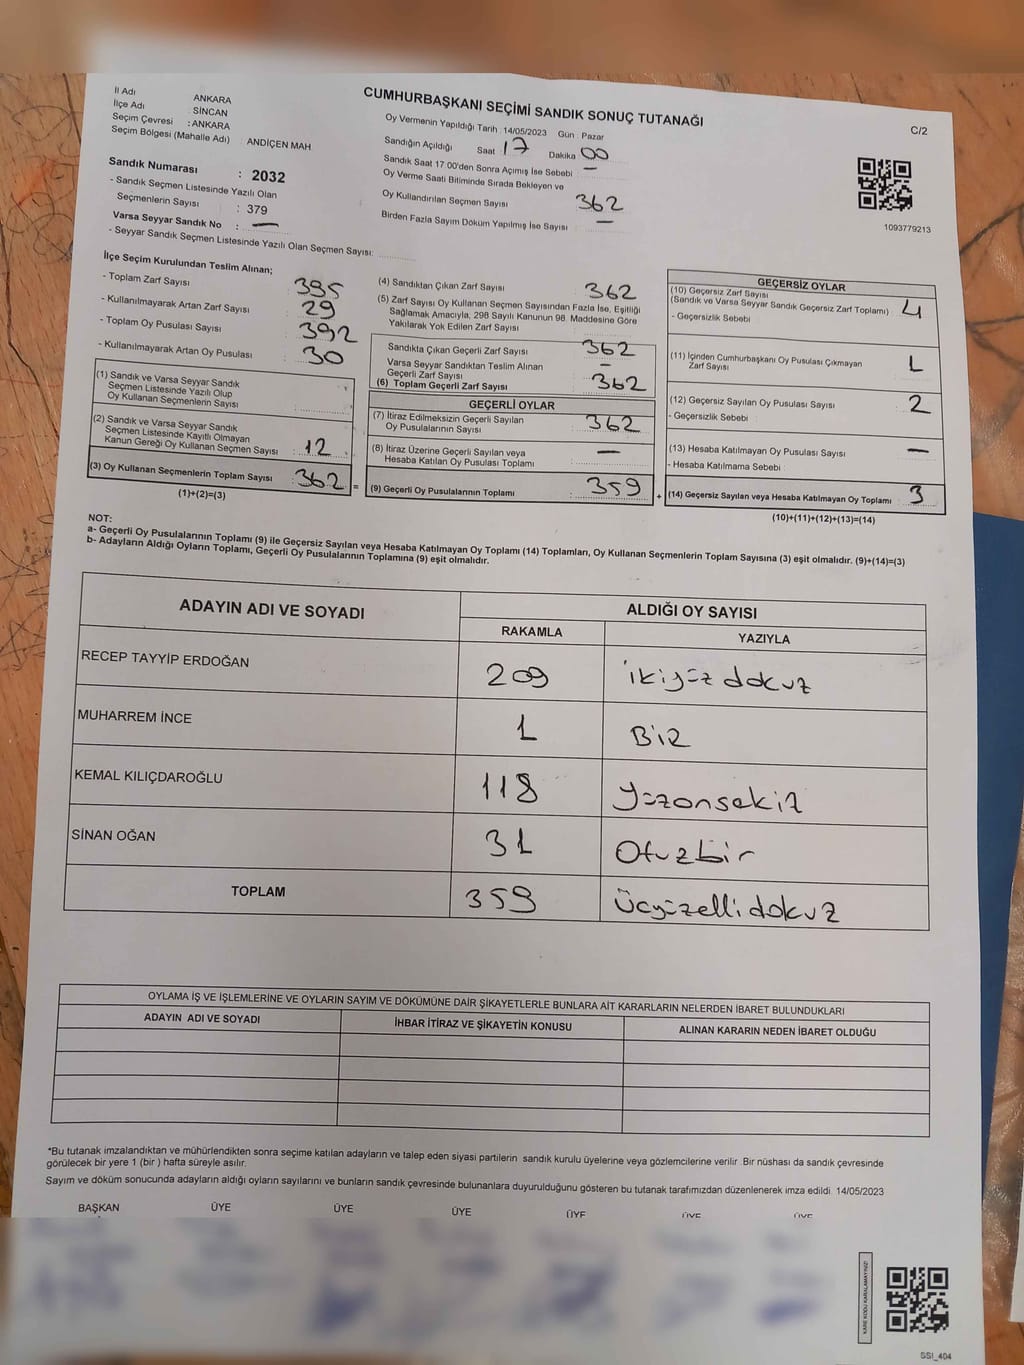 İl Adı ANKARA
İlçe Adı : SİNCAN
Seçim Çevresi : ANKARA
Seçim Bölgesi (Mahalle Adı) ANDİÇEN MAH
Sandık Numarası : 2032
- Sandık Seçmen Listesinde Yazılı Olan
Seçmenlerin Sayısı : 379
Varsa Seyyar Sandık No : —
- Seyyar Sandık Seçmen Listesinde Yazılı Olan Seçmen Sayısı:
CUMHURBAŞKANI SEÇİMİ SANDIK SONUÇ TUTANAĞI
C/2
Oy Vermenin Yapıldığı Tarih : 14/05/2023 Gün : Pazar
Sandığın Açıldığı Saat 17 Dakika 00
Sandık Saat 17:00'den Sonra Açımış İse Sebebi : —
Oy Verme Saati Bitiminde Sırada Bekleyen ve
Oy Kullandırılan Seçmen Sayısı 362
Birden Fazla Sayım Döküm Yapılmış İse Sayısı —
1093779213
İlçe Seçim Kurulundan Teslim Alınan;
- Toplam Zarf Sayısı 395
- Kullanılmayarak Artan Zarf Sayısı : 29
- Toplam Oy Pusulası Sayısı 392
- Kullanılmayarak Artan Oy Pusulası : 30
(1) Sandık ve Varsa Seyyar Sandık
Seçmen Listesinde Yazılı Olup
Oy Kullanan Seçmenlerin Sayısı
(2) Sandık ve Varsa Seyyar Sandık
Seçmen Listesinde Kayıtlı Olmayan
Kanun Gereği Oy Kullanan Seçmen Sayısı : 12
(3) Oy Kullanan Seçmenlerin Toplam Sayısı : 362 =
(1)+(2)=(3)
(4) Sandıktan Çıkan Zarf Sayısı 362
(5) Zarf Sayısı Oy Kullanan Seçmen Sayısından Fazla İse, Eşitliği
Sağlamak Amacıyla, 298 Sayılı Kanunun 98. Maddesine Göre
Yakılarak Yok Edilen Zarf Sayısı
Sandıkta Çıkan Geçerli Zarf Sayısı : 362
Varsa Seyyar Sandıktan Teslim Alınan
Geçerli Zarf Sayısı : —
(6) Toplam Geçerli Zarf Sayısı : 362
GEÇERLİ OYLAR
(7) İtiraz Edilmeksizin Geçerli Sayılan
Oy Pusulalarının Sayısı : 362
(8) İtiraz Üzerine Geçerli Sayılan veya
Hesaba Katılan Oy Pusulası Toplamı : —
(9) Geçerli Oy Pusulalarının Toplamı : 359 +
GEÇERSİZ OYLAR
(10) Geçersiz Zarf Sayısı
(Sandık ve Varsa Seyyar Sandık Geçersiz Zarf Toplamı) : 4
- Geçersizlik Sebebi :
(11) İçinden Cumhurbaşkanı Oy Pusulası Çıkmayan
Zarf Sayısı 1
(12) Geçersiz Sayılan Oy Pusulası Sayısı : 2
- Geçersizlik Sebebi
(13) Hesaba Katılmayan Oy Pusulası Sayısı : —
- Hesaba Katılmama Sebebi
(14) Geçersiz Sayılan veya Hesaba Katılmayan Oy Toplamı : 3
(10)+(11)+(12)+(13)=(14)
NOT:
a- Geçerli Oy Pusulalarının Toplamı (9) ile Geçersiz Sayılan veya Hesaba Katılmayan Oy Toplamı (14) Toplamları, Oy Kullanan Seçmenlerin Toplam Sayısına (3) eşit olmalıdır. (9)+(14)=(3)
b- Adayların Aldığı Oyların Toplamı, Geçerli Oy Pusulalarının Toplamına (9) eşit olmalıdır.
ADAYIN ADI VE SOYADI ALDIĞI OY SAYISI
RAKAMLA YAZIYLA
RECEP TAYYİP ERDOĞAN 209 ikiyüz dokuz
MUHARREM İNCE 1 Bir
KEMAL KILIÇDAROĞLU 118 yüzonsekiz
SİNAN OĞAN 31 Otuzbir
TOPLAM 359 üçyüzelli dokuz
OYLAMA İŞ VE İŞLEMLERİNE VE OYLARIN SAYIM VE DÖKÜMÜNE DAİR ŞİKAYETLERLE BUNLARA AİT KARARLARIN NELERDEN İBARET BULUNDUKLARI
ADAYIN ADI VE SOYADI İHBAR İTİRAZ VE ŞİKAYETİN KONUSU ALINAN KARARIN NEDEN İBARET OLDUĞU
*Bu tutanak imzalandıktan ve mühürlendikten sonra seçime katılan adayların ve talep eden siyasi partilerin sandık kurulu üyelerine veya gözlemcilerine verilir. Bir nüshası da sandık çevresinde
görülecek bir yere 1 (bir ) hafta süreyle asılır.
Sayım ve döküm sonucunda adayların aldığı oyların sayılarını ve bunların sandık çevresinde bulunanlara duyurulduğunu gösteren bu tutanak tarafımızdan düzenlenerek imza edildi. 14/05/2023
BAŞKAN ÜYE ÜYE ÜYE ÜYE ÜYE ÜYE
KARE KODU KARALAMAYINIZ!
SSI_404